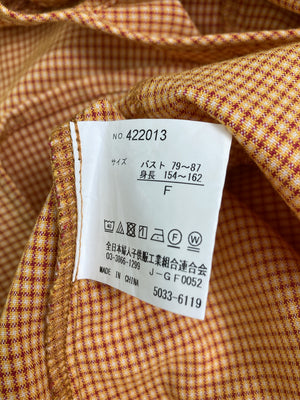 NO. 422013
サイズ バスト 79～87
身長 154～162
F
40 F W
全日本婦人子供服工業組合連合会
03-3866-1299 J-GF0052
MADE IN CHINA
5033-6119